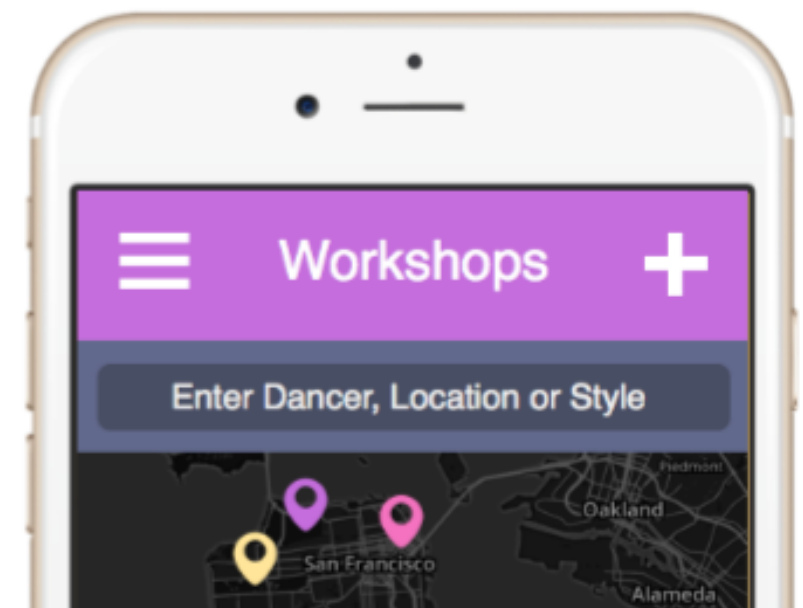 Workshops
Enter Dancer, Location or Style
Piedmont
Oakland
San Francisco
Alameda